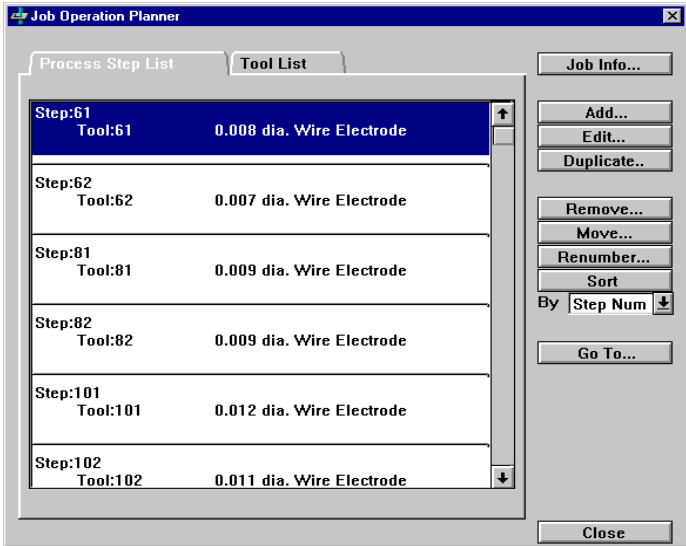 Job Operation Planner
Process Step List
Tool List
Step:61
Tool:61 0.008 dia. Wire Electrode
Step:62
Tool:62 0.007 dia. Wire Electrode
Step:81
Tool:81 0.009 dia. Wire Electrode
Step:82
Tool:82 0.009 dia. Wire Electrode
Step:101
Tool:101 0.012 dia. Wire Electrode
Step:102
Tool:102 0.011 dia. Wire Electrode
Job Info...
Add...
Edit...
Duplicate..
Remove...
Move...
Renumber...
Sort
By Step Num
Go To...
Close